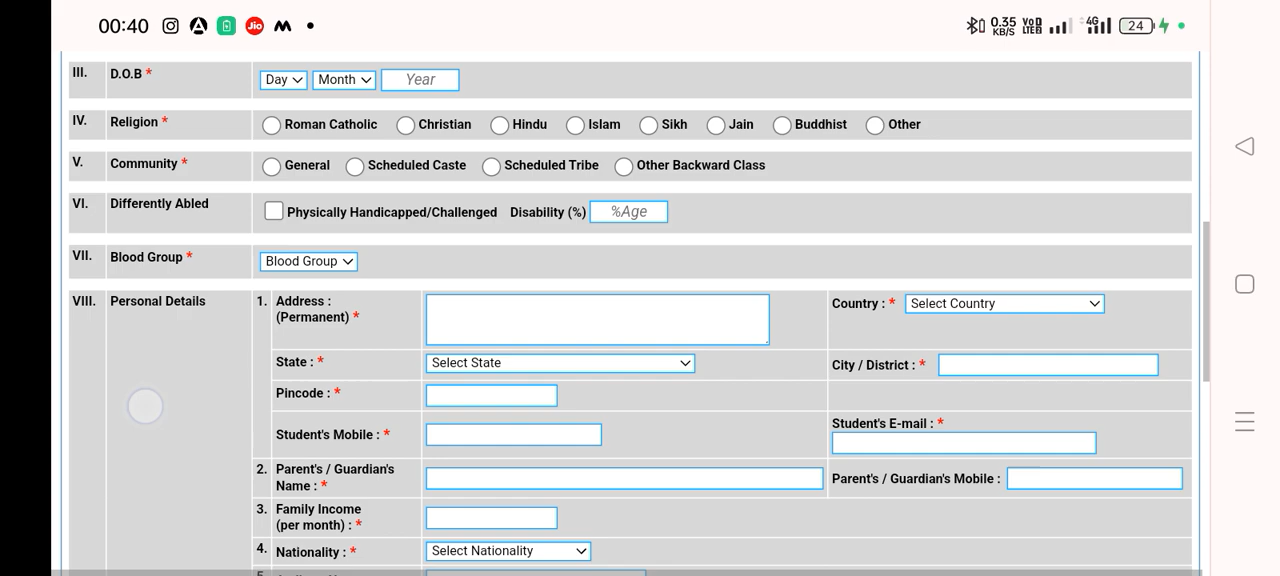 00:40 Jio 0.35 KB/S VoD LTE2 4G 24
III. D.O.B * Day Month Year
IV. Religion * Roman Catholic Christian Hindu Islam Sikh Jain Buddhist Other
V. Community * General Scheduled Caste Scheduled Tribe Other Backward Class
VI. Differently Abled Physically Handicapped/Challenged Disability (%) %Age
VII. Blood Group * Blood Group
VIII. Personal Details 1. Address : (Permanent) * Country : * Select Country
State : * Select State City / District : *
Pincode : *
Student's Mobile : * Student's E-mail : *
2. Parent's / Guardian's Name : * Parent's / Guardian's Mobile :
3. Family Income (per month) : *
4. Nationality : * Select Nationality